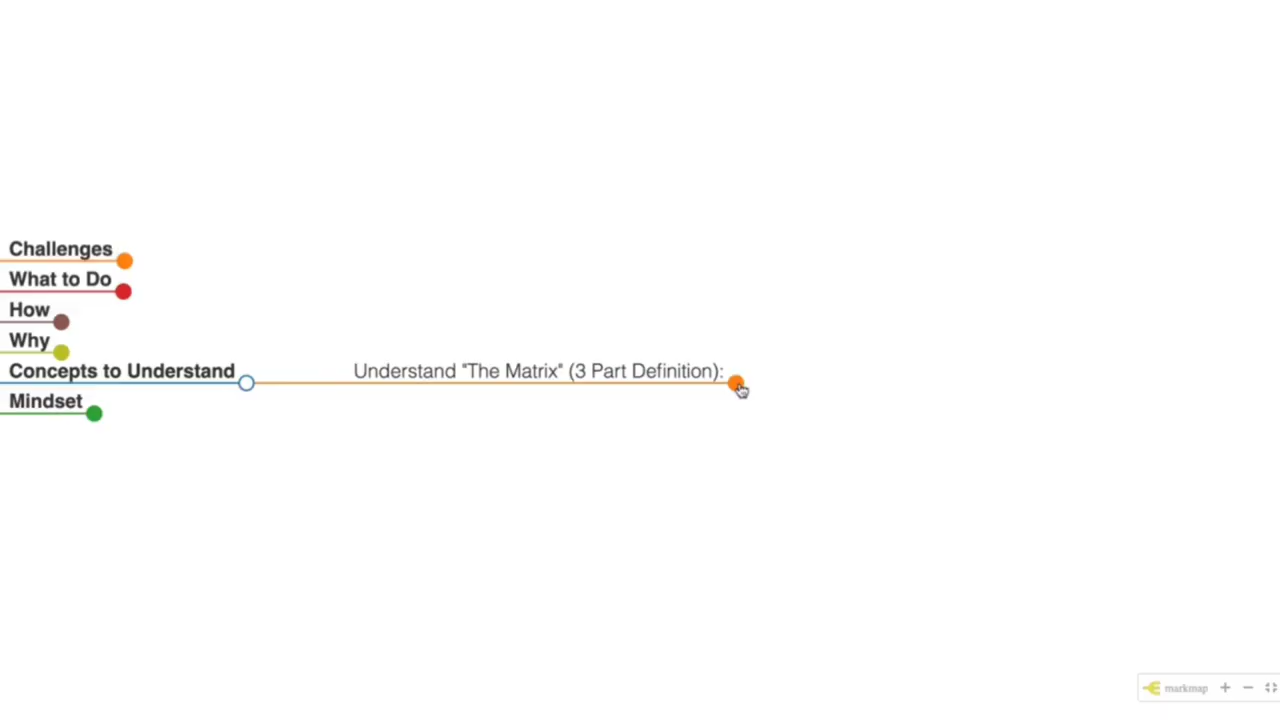 Challenges
What to Do
How
Why
Concepts to Understand
Understand "The Matrix" (3 Part Definition):
Mindset
markmap + −